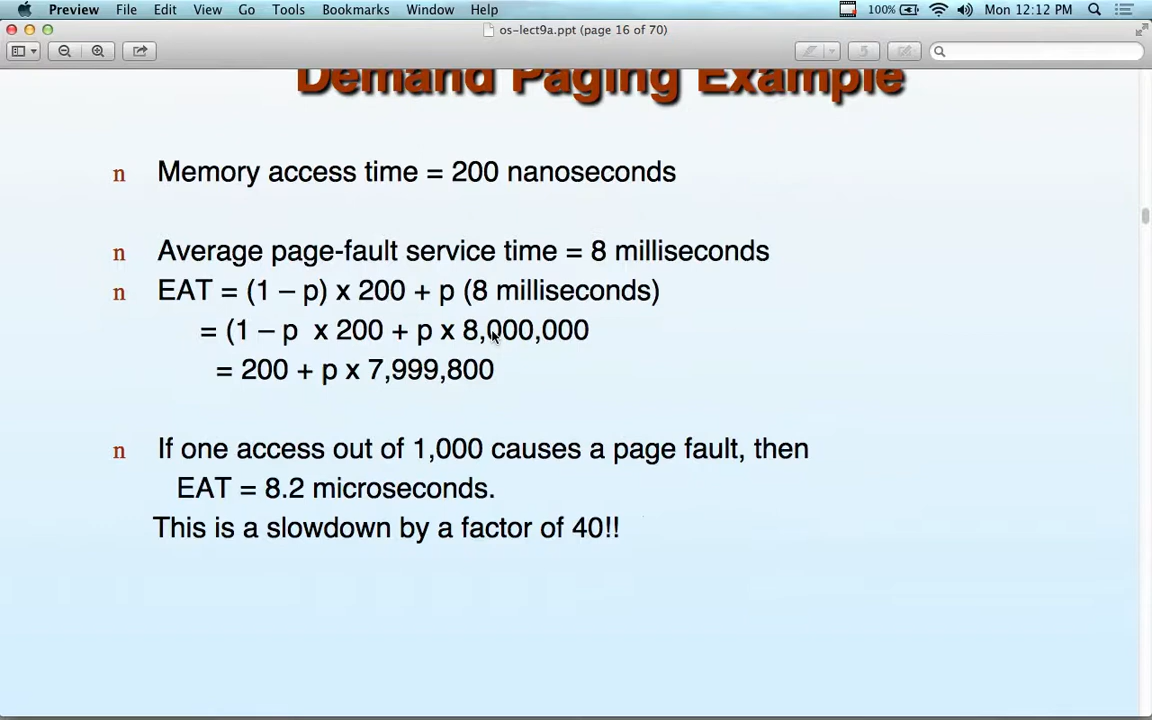 Preview File Edit View Go Tools Bookmarks Window Help 100% Mon 12:12 PM
os-lect9a.ppt (page 16 of 70)
Demand Paging Example
n Memory access time = 200 nanoseconds
n Average page-fault service time = 8 milliseconds
n EAT = (1 – p) x 200 + p (8 milliseconds)
= (1 – p x 200 + p x 8,000,000
= 200 + p x 7,999,800
n If one access out of 1,000 causes a page fault, then
EAT = 8.2 microseconds.
This is a slowdown by a factor of 40!!